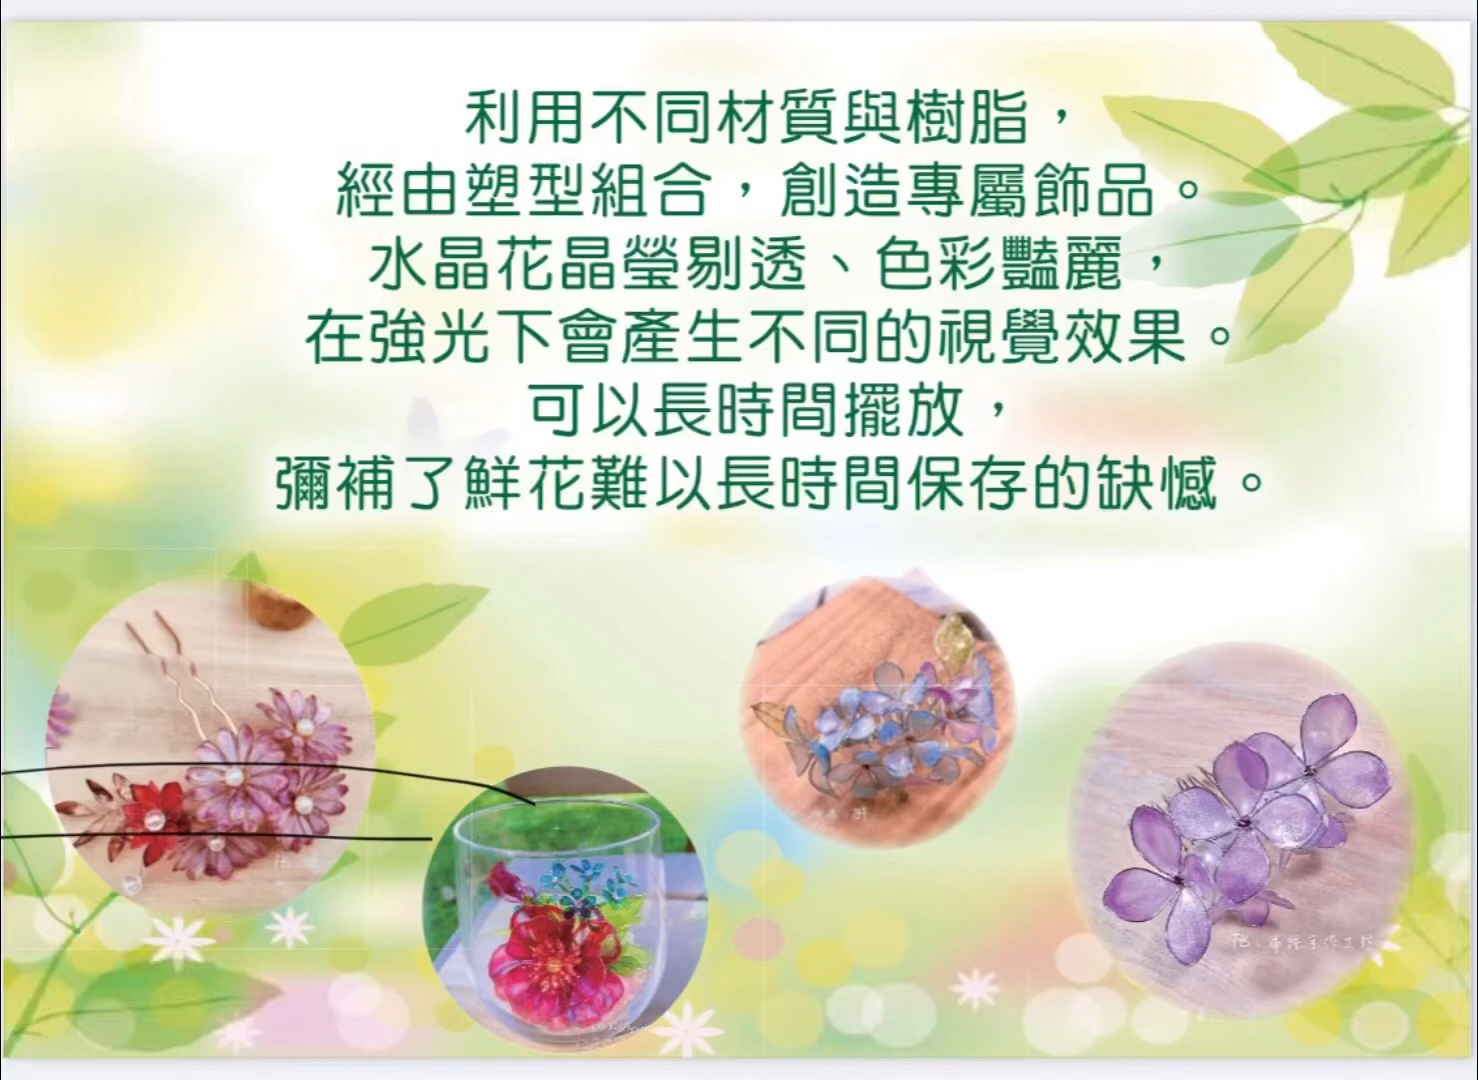 利用不同材質與樹脂，
經由塑型組合，創造專屬飾品。
水晶花晶瑩剔透、色彩豔麗，
在強光下會產生不同的視覺效果。
可以長時間擺放，
彌補了鮮花難以長時間保存的缺憾。